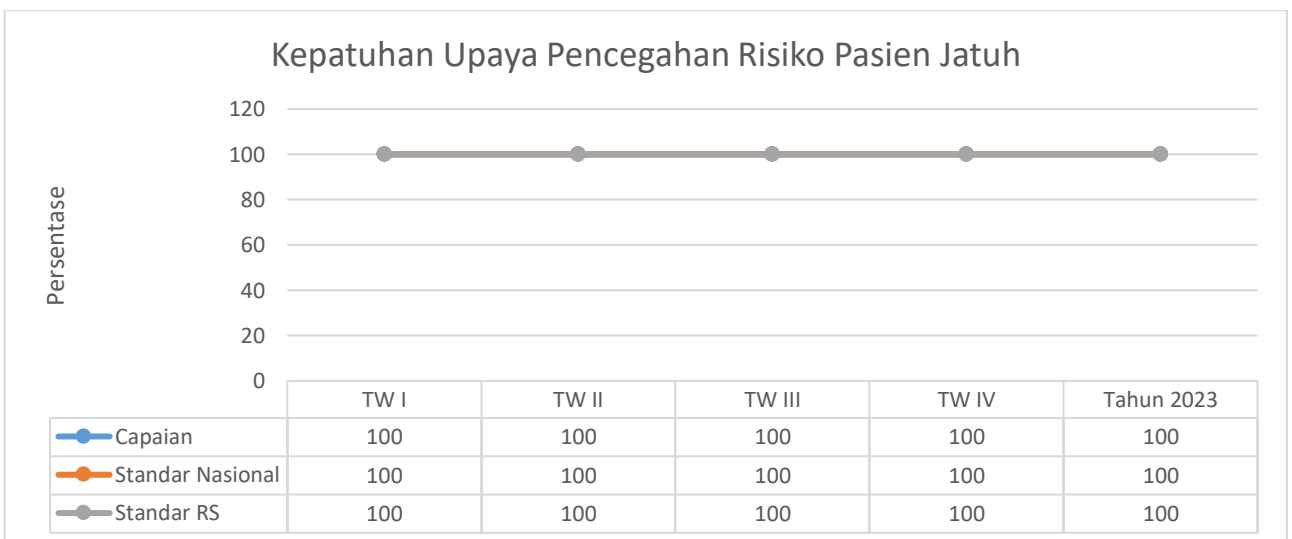 Kepatuhan Upaya Pencegahan Risiko Pasien Jatuh
Persentase
120
100
80
60
40
20
0
TW I TW II TW III TW IV Tahun 2023
Capaian 100 100 100 100 100
Standar Nasional 100 100 100 100 100
Standar RS 100 100 100 100 100